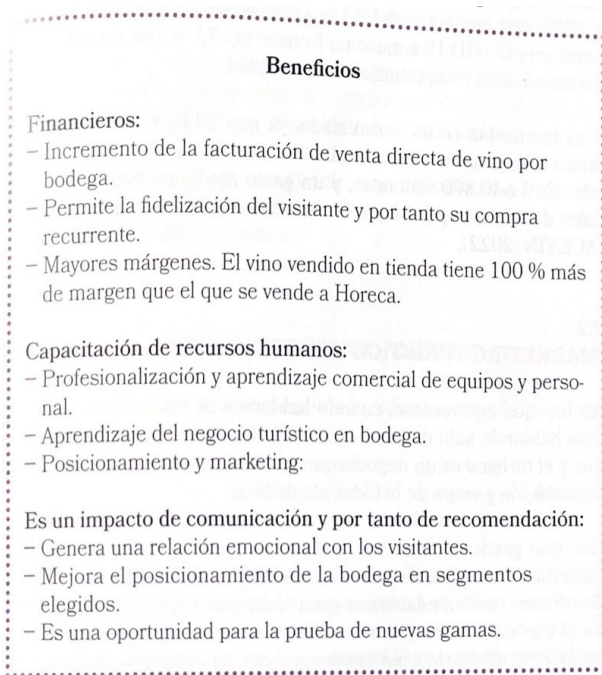 Beneficios
Financieros:
– Incremento de la facturación de venta directa de vino por
bodega.
– Permite la fidelización del visitante y por tanto su compra
recurrente.
– Mayores márgenes. El vino vendido en tienda tiene 100 % más
de margen que el que se vende a Horeca.
Capacitación de recursos humanos:
– Profesionalización y aprendizaje comercial de equipos y perso-
nal.
– Aprendizaje del negocio turístico en bodega.
– Posicionamiento y marketing:
Es un impacto de comunicación y por tanto de recomendación:
– Genera una relación emocional con los visitantes.
– Mejora el posicionamiento de la bodega en segmentos
elegidos.
– Es una oportunidad para la prueba de nuevas gamas.